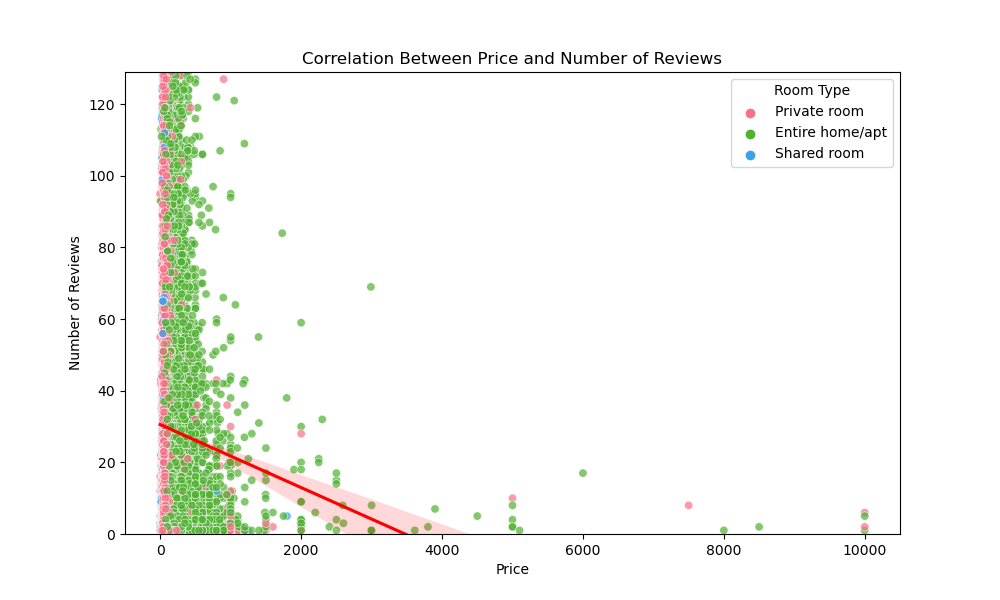 Correlation Between Price and Number of Reviews
Room Type
Private room
Entire home/apt
Shared room
120
100
80
60
40
20
0
Number of Reviews
0 2000 4000 6000 8000 10000
Price